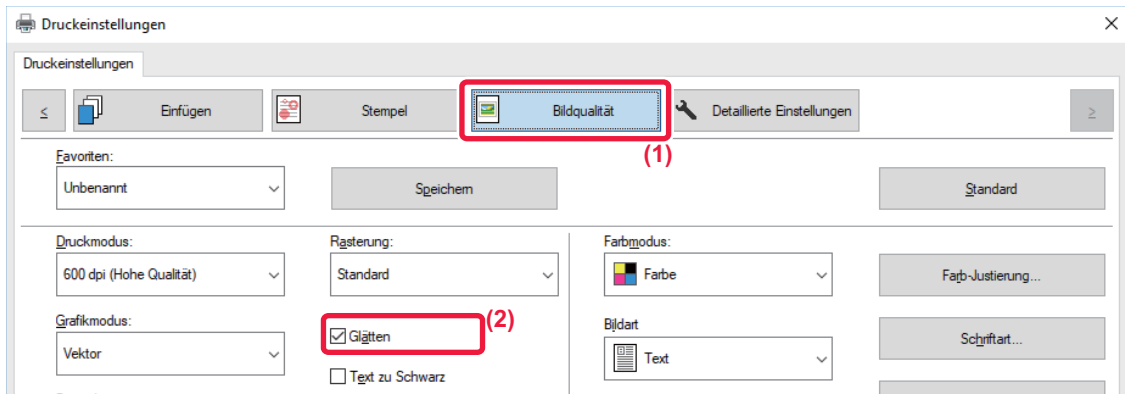 Druckeinstellungen
Druckeinstellungen
≤ Einfügen Stempel Bildqualität Detaillierte Einstellungen ≥
(1)
Favoriten:
Unbenannt Speichern Standard
Druckmodus: Rasterung: Farbmodus:
600 dpi (Hohe Qualität) Standard Farbe Farb-Justierung...
Grafikmodus: (2) Bildart
Glätten Schriftart...
Vektor Text
Text zu Schwarz